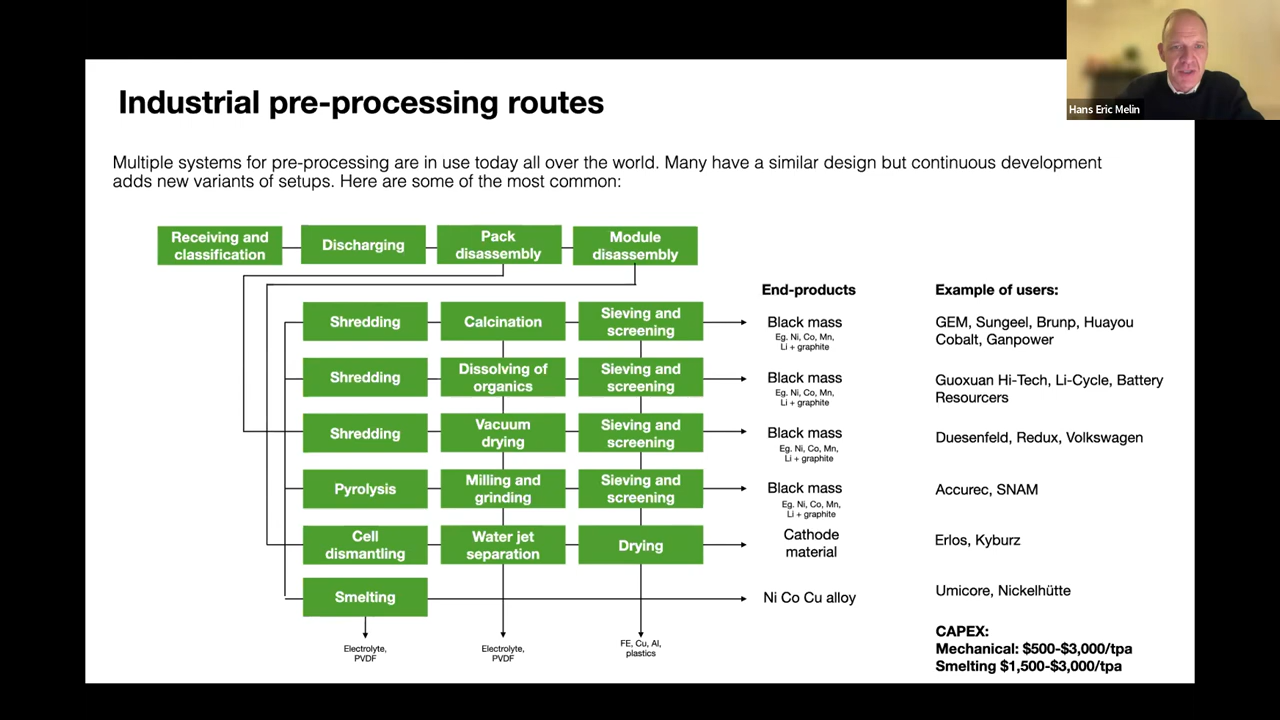 Hans Eric Melin
Industrial pre-processing routes
Multiple systems for pre-processing are in use today all over the world. Many have a similar design but continuous development
adds new variants of setups. Here are some of the most common:
Receiving and
classification
Discharging
Pack
disassembly
Module
disassembly
End-products
Example of users:
Shredding
Calcination
Sieving and
screening
Black mass
Eg. Ni, Co, Mn,
Li + graphite
GEM, Sungeel, Brunp, Huayou
Cobalt, Ganpower
Shredding
Dissolving of
organics
Sieving and
screening
Black mass
Eg. Ni, Co, Mn,
Li + graphite
Guoxuan Hi-Tech, Li-Cycle, Battery
Resourcers
Shredding
Vacuum
drying
Sieving and
screening
Black mass
Eg. Ni, Co, Mn,
Li + graphite
Duesenfeld, Redux, Volkswagen
Pyrolysis
Milling and
grinding
Sieving and
screening
Black mass
Eg. Ni, Co, Mn,
Li + graphite
Accurec, SNAM
Cell
dismantling
Water jet
separation
Drying
Cathode
material
Erlos, Kyburz
Smelting
Ni Co Cu alloy
Umicore, Nickelhütte
Electrolyte,
PVDF
Electrolyte,
PVDF
FE, Cu, Al,
plastics
CAPEX:
Mechanical: $500-$3,000/tpa
Smelting $1,500-$3,000/tpa